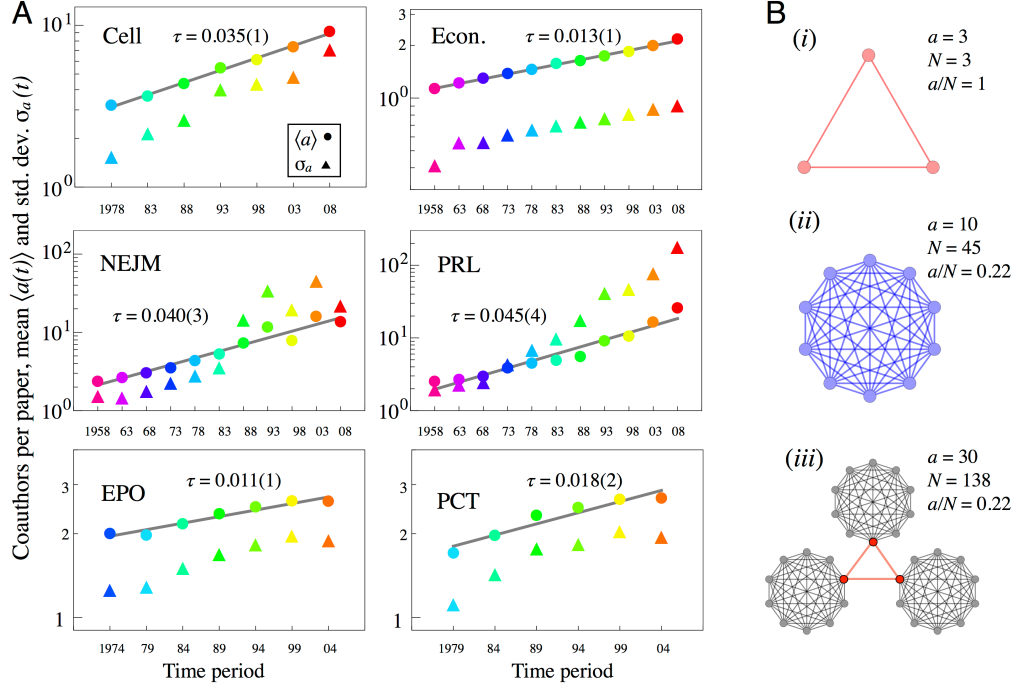 A
Coauthors per paper, mean ⟨a(t)⟩ and std. dev. σₐ(t)
Cell
τ = 0.035(1)
10¹
10⁰
⟨a⟩
σₐ
1978 83 88 93 98 03 08
Econ.
τ = 0.013(1)
3
2
10⁰
1958 63 68 73 78 83 88 93 98 03 08
NEJM
τ = 0.040(3)
10²
10¹
10⁰
1958 63 68 73 78 83 88 93 98 03 08
PRL
τ = 0.045(4)
10²
10¹
10⁰
1958 63 68 73 78 83 88 93 98 03 08
EPO
τ = 0.011(1)
3
2
1
1974 79 84 89 94 99 04
Time period
PCT
τ = 0.018(2)
3
2
1
1979 84 89 94 99 04
Time period
B
(i)
a = 3
N = 3
a/N = 1
(ii)
a = 10
N = 45
a/N = 0.22
(iii)
a = 30
N = 138
a/N = 0.22